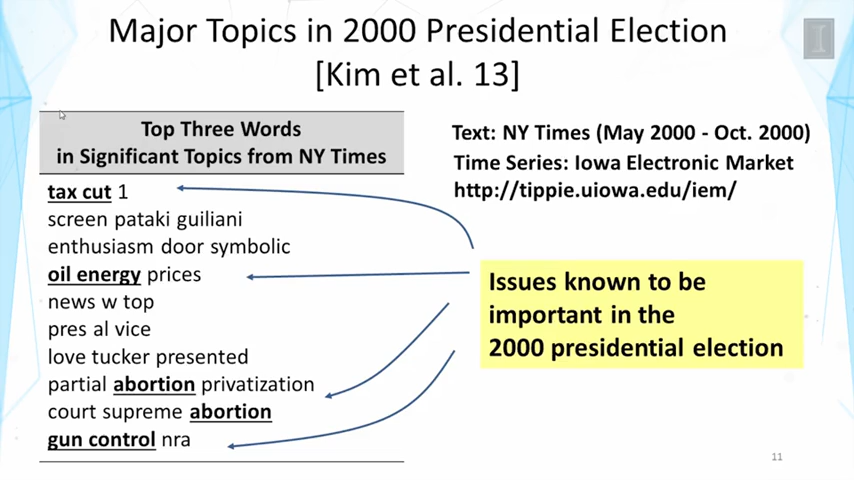 Major Topics in 2000 Presidential Election
[Kim et al. 13]
Top Three Words
in Significant Topics from NY Times
tax cut 1
screen pataki guiliani
enthusiasm door symbolic
oil energy prices
news w top
pres al vice
love tucker presented
partial abortion privatization
court supreme abortion
gun control nra
Text: NY Times (May 2000 - Oct. 2000)
Time Series: Iowa Electronic Market
http://tippie.uiowa.edu/iem/
Issues known to be
important in the
2000 presidential election
11